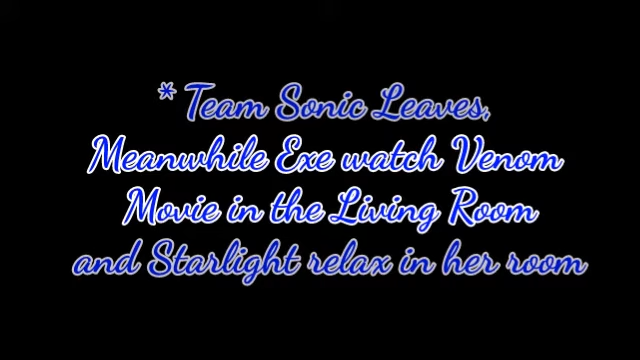 * Team Sonic Leaves,
Meanwhile Exe watch Venom
Movie in the Living Room
and Starlight relax in her room